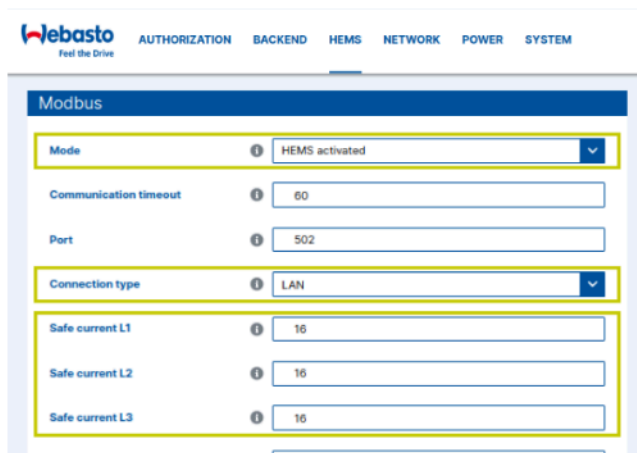 Webasto
Feel the Drive
AUTHORIZATION BACKEND HEMS NETWORK POWER SYSTEM
Modbus
Mode HEMS activated
Communication timeout 60
Port 502
Connection type LAN
Safe current L1 16
Safe current L2 16
Safe current L3 16